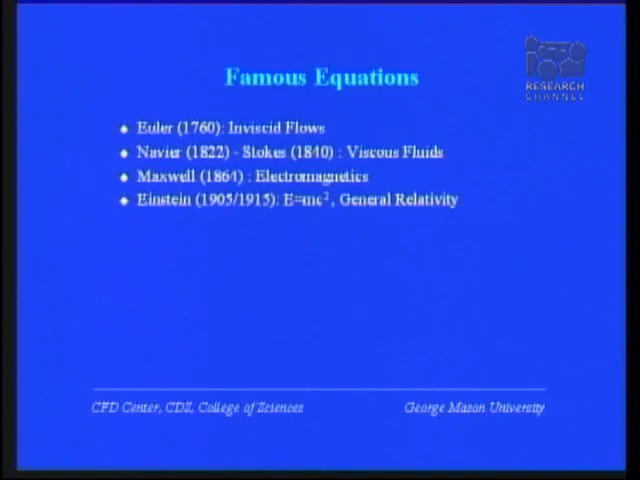 RESEARCH
CHANNEL
Famous Equations
Euler (1760): Inviscid Flows
Navier (1822) - Stokes (1840) : Viscous Fluids
Maxwell (1864) : Electromagnetics
Einstein (1905/1915): E=mc², General Relativity
CFD Center, CDS, College of Sciences
George Mason University